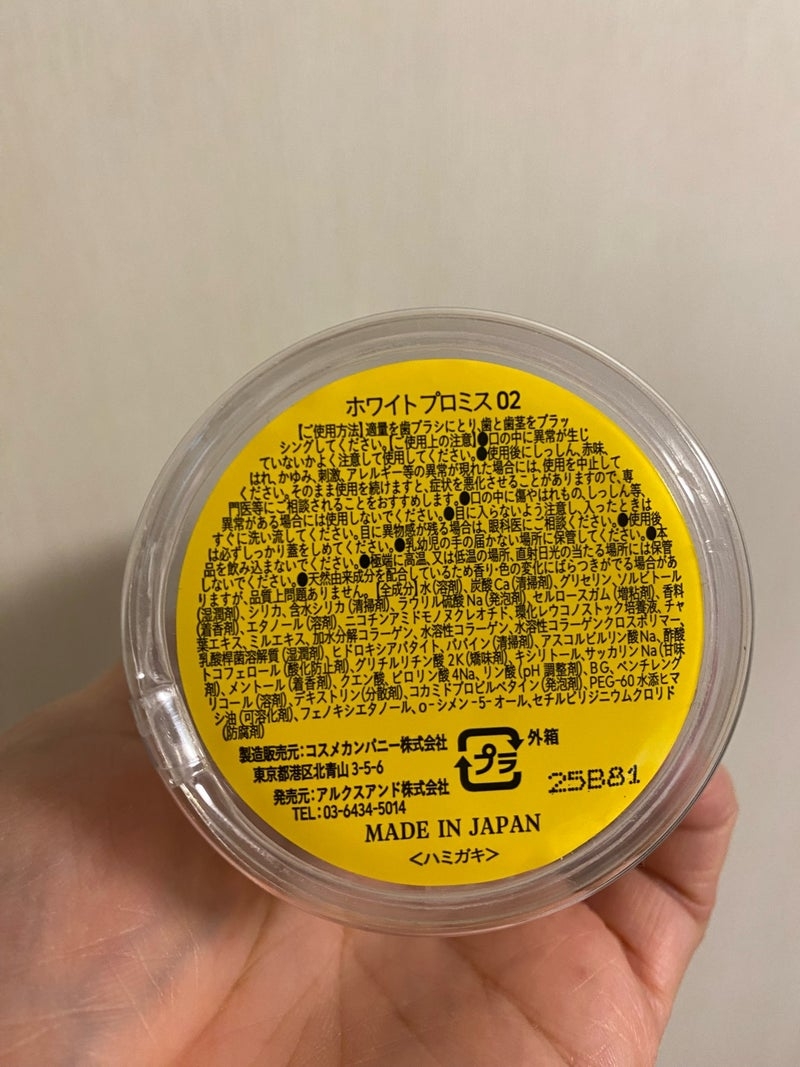 ホワイトプロミス02
【ご使用方法】適量を歯ブラシにとり、歯と歯茎をブラッ
シングしてください。【ご使用上の注意】●口の中に異常が生じ
ていないかよく注意して使用してください。●使用後にしっしん、赤味、
はれ、かゆみ、刺激、アレルギー等の異常が現れた場合には、使用を中止して
ください。そのまま使用を続けますと、症状を悪化させることがありますので、専
門医等にご相談されることをおすすめします。●口の中に傷やはれもの、しっしん等、
異常がある場合には使用しないでください。●目に入らないよう注意し、入ったときは
すぐに洗い流してください。目に異物感が残る場合は、眼科医にご相談ください。●使用後
は必ずしっかり蓋をしめてください。●乳幼児の手の届かない場所に保管してください。●本
品を飲み込まないでください。●極端に高温、又は低温の場所、直射日光の当たる場所には保管
しないでください。●天然由来成分を配合しているため香りや色の変化にばらつきがでる場合があ
りますが、品質上問題ありません。【全成分】水(溶剤)、炭酸Ca(清掃剤)、グリセリン、ソルビトール
(湿潤剤)、シリカ、含水シリカ(清掃剤)、ラウリル硫酸Na(発泡剤)、セルロースガム(増粘剤)、香料
(着香剤)、エタノール(溶剤)、ニコチンアミドモノヌクレオチド、環化レウコノストック培養液、チャ
葉エキス、ミルエキス、加水分解コラーゲン、水溶性コラーゲン、水溶性コラーゲンクロスポリマー、
乳酸桿菌溶解質(湿潤剤)、ヒドロキシアパタイト、パパイン(清掃剤)、アスコルビルリン酸Na、酢酸
トコフェロール(酸化防止剤)、グリチルリチン酸2K(矯味剤)、キシリトール、サッカリンNa(甘味
剤)、メントール(着香剤)、クエン酸、ピロリン酸4Na、リン酸(pH調整剤)、BG、ペンチレング
リコール(溶剤)、デキストリン(分散剤)、コカミドプロピルベタイン(発泡剤)、PEG-60水添ヒマ
シ油(可溶化剤)、フェノキシエタノール、o-シメン-5-オール、セチルピリジニウムクロリド
(防腐剤)
製造販売元:コスメカンパニー株式会社
東京都港区北青山3-5-6
発売元:アルクスアンド株式会社
TEL:03-6434-5014
プラ
外箱
25B81
MADE IN JAPAN
<ハミガキ>